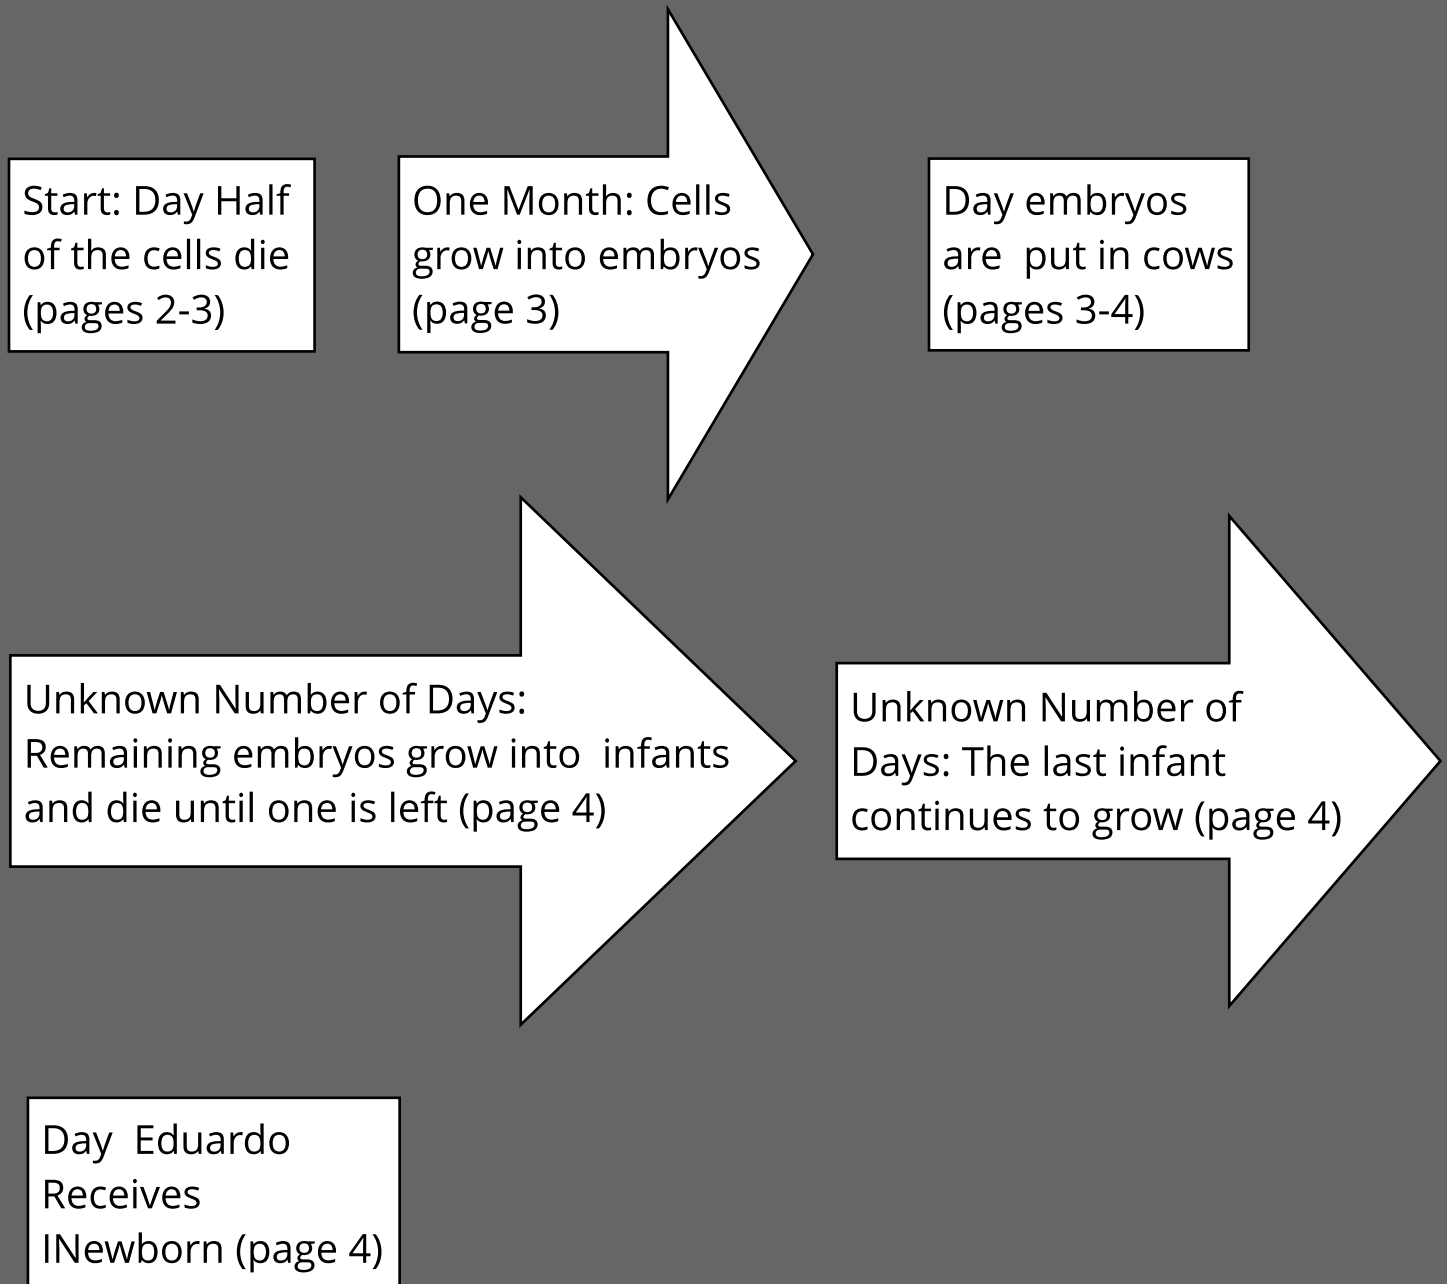 Start: Day Half
of the cells die
(pages 2-3)
One Month: Cells
grow into embryos
(page 3)
Day embryos
are  put in cows
(pages 3-4)
Unknown Number of Days:
Remaining embryos grow into  infants
and die until one is left (page 4)
Unknown Number of
Days: The last infant
continues to grow (page 4)
Day  Eduardo
Receives
INewborn (page 4)